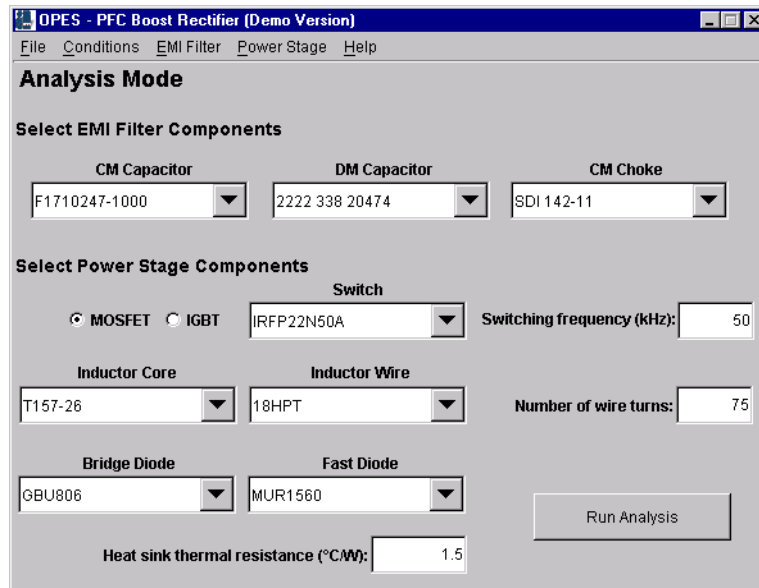 OPES - PFC Boost Rectifier (Demo Version)
File Conditions EMI Filter Power Stage Help
Analysis Mode
Select EMI Filter Components
CM Capacitor DM Capacitor CM Choke
F1710247-1000 2222 338 20474 SDI 142-11
Select Power Stage Components
Switch
MOSFET IGBT IRFP22N50A Switching frequency (kHz): 50
Inductor Core Inductor Wire
T157-26 18HPT Number of wire turns: 75
Bridge Diode Fast Diode
GBU806 MUR1560
Run Analysis
Heat sink thermal resistance (°C/W): 1.5